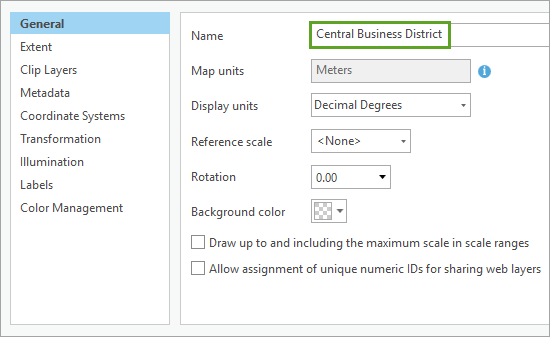 General
Extent
Clip Layers
Metadata
Coordinate Systems
Transformation
Illumination
Labels
Color Management
Name Central Business District
Map units Meters
Display units Decimal Degrees
Reference scale <None>
Rotation 0.00
Background color
Draw up to and including the maximum scale in scale ranges
Allow assignment of unique numeric IDs for sharing web layers